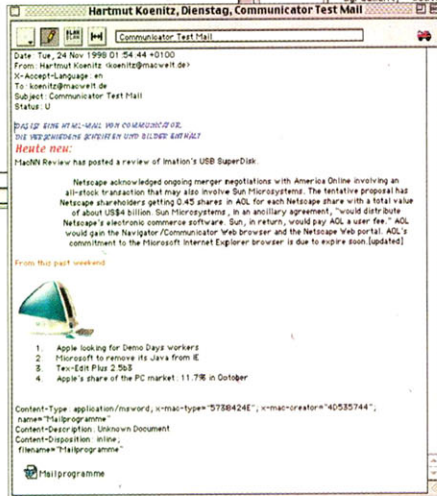 Hartmut Koenitz, Dienstag, Communicator Test Mail
Communicator Test Mail
Date: Tue, 24 Nov 1998 01:54:44 +0100
From: Hartmut Koenitz <koenitz@macwelt.de>
X-Accept-Language: en
To: koenitz@macwelt.de
Subject: Communicator Test Mail
Status: U
DAS IST EINE HTML-MAIL VON COMMUNICATOR,
DIE VERSCHIEDENE SCHRIFTEN UND BILDER ENTHÄLT
Heute neu:
MacNN Review has posted a review of Imation's USB SuperDisk.
Netscape acknowledged ongoing merger negotiations with America Online involving an
all-stock transaction that may also involve Sun Microsystems. The tentative proposal has
Netscape shareholders getting 0.45 shares in AOL for each Netscape share with a total value
of about US$4 billion. Sun Microsystems, in an ancillary agreement, "would distribute
Netscape's electronic commerce software. Sun, in return, would pay AOL a user fee." AOL
would gain the Navigator/Communicator Web browser and the Netscape Web portal. AOL's
commitment to the Microsoft Internet Explorer browser is due to expire soon.[updated]
From this past weekend
1. Apple looking for Demo Days workers
2. Microsoft to remove its Java from IE
3. Tex-Edit Plus 2.5b3
4. Apple's share of the PC market: 11.7% in October
Content-Type: application/msword; x-mac-type="5738424E"; x-mac-creator="4D535744";
name="Mailprogramme"
Content-Description: Unknown Document
Content-Disposition: inline;
filename="Mailprogramme"
Mailprogramme